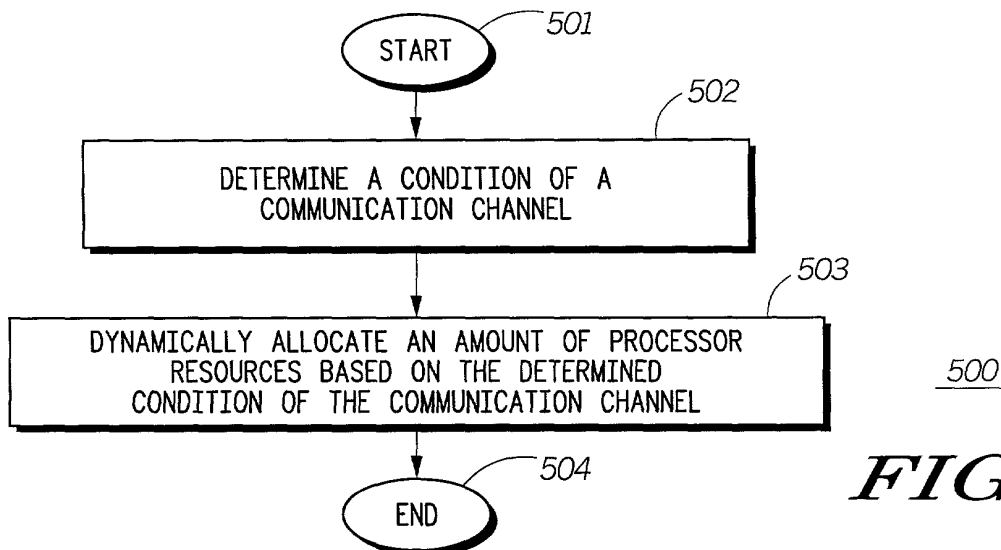 START
501
502
DETERMINE A CONDITION OF A
COMMUNICATION CHANNEL
503
DYNAMICALLY ALLOCATE AN AMOUNT OF PROCESSOR
RESOURCES BASED ON THE DETERMINED
CONDITION OF THE COMMUNICATION CHANNEL
500
504
END
FIG